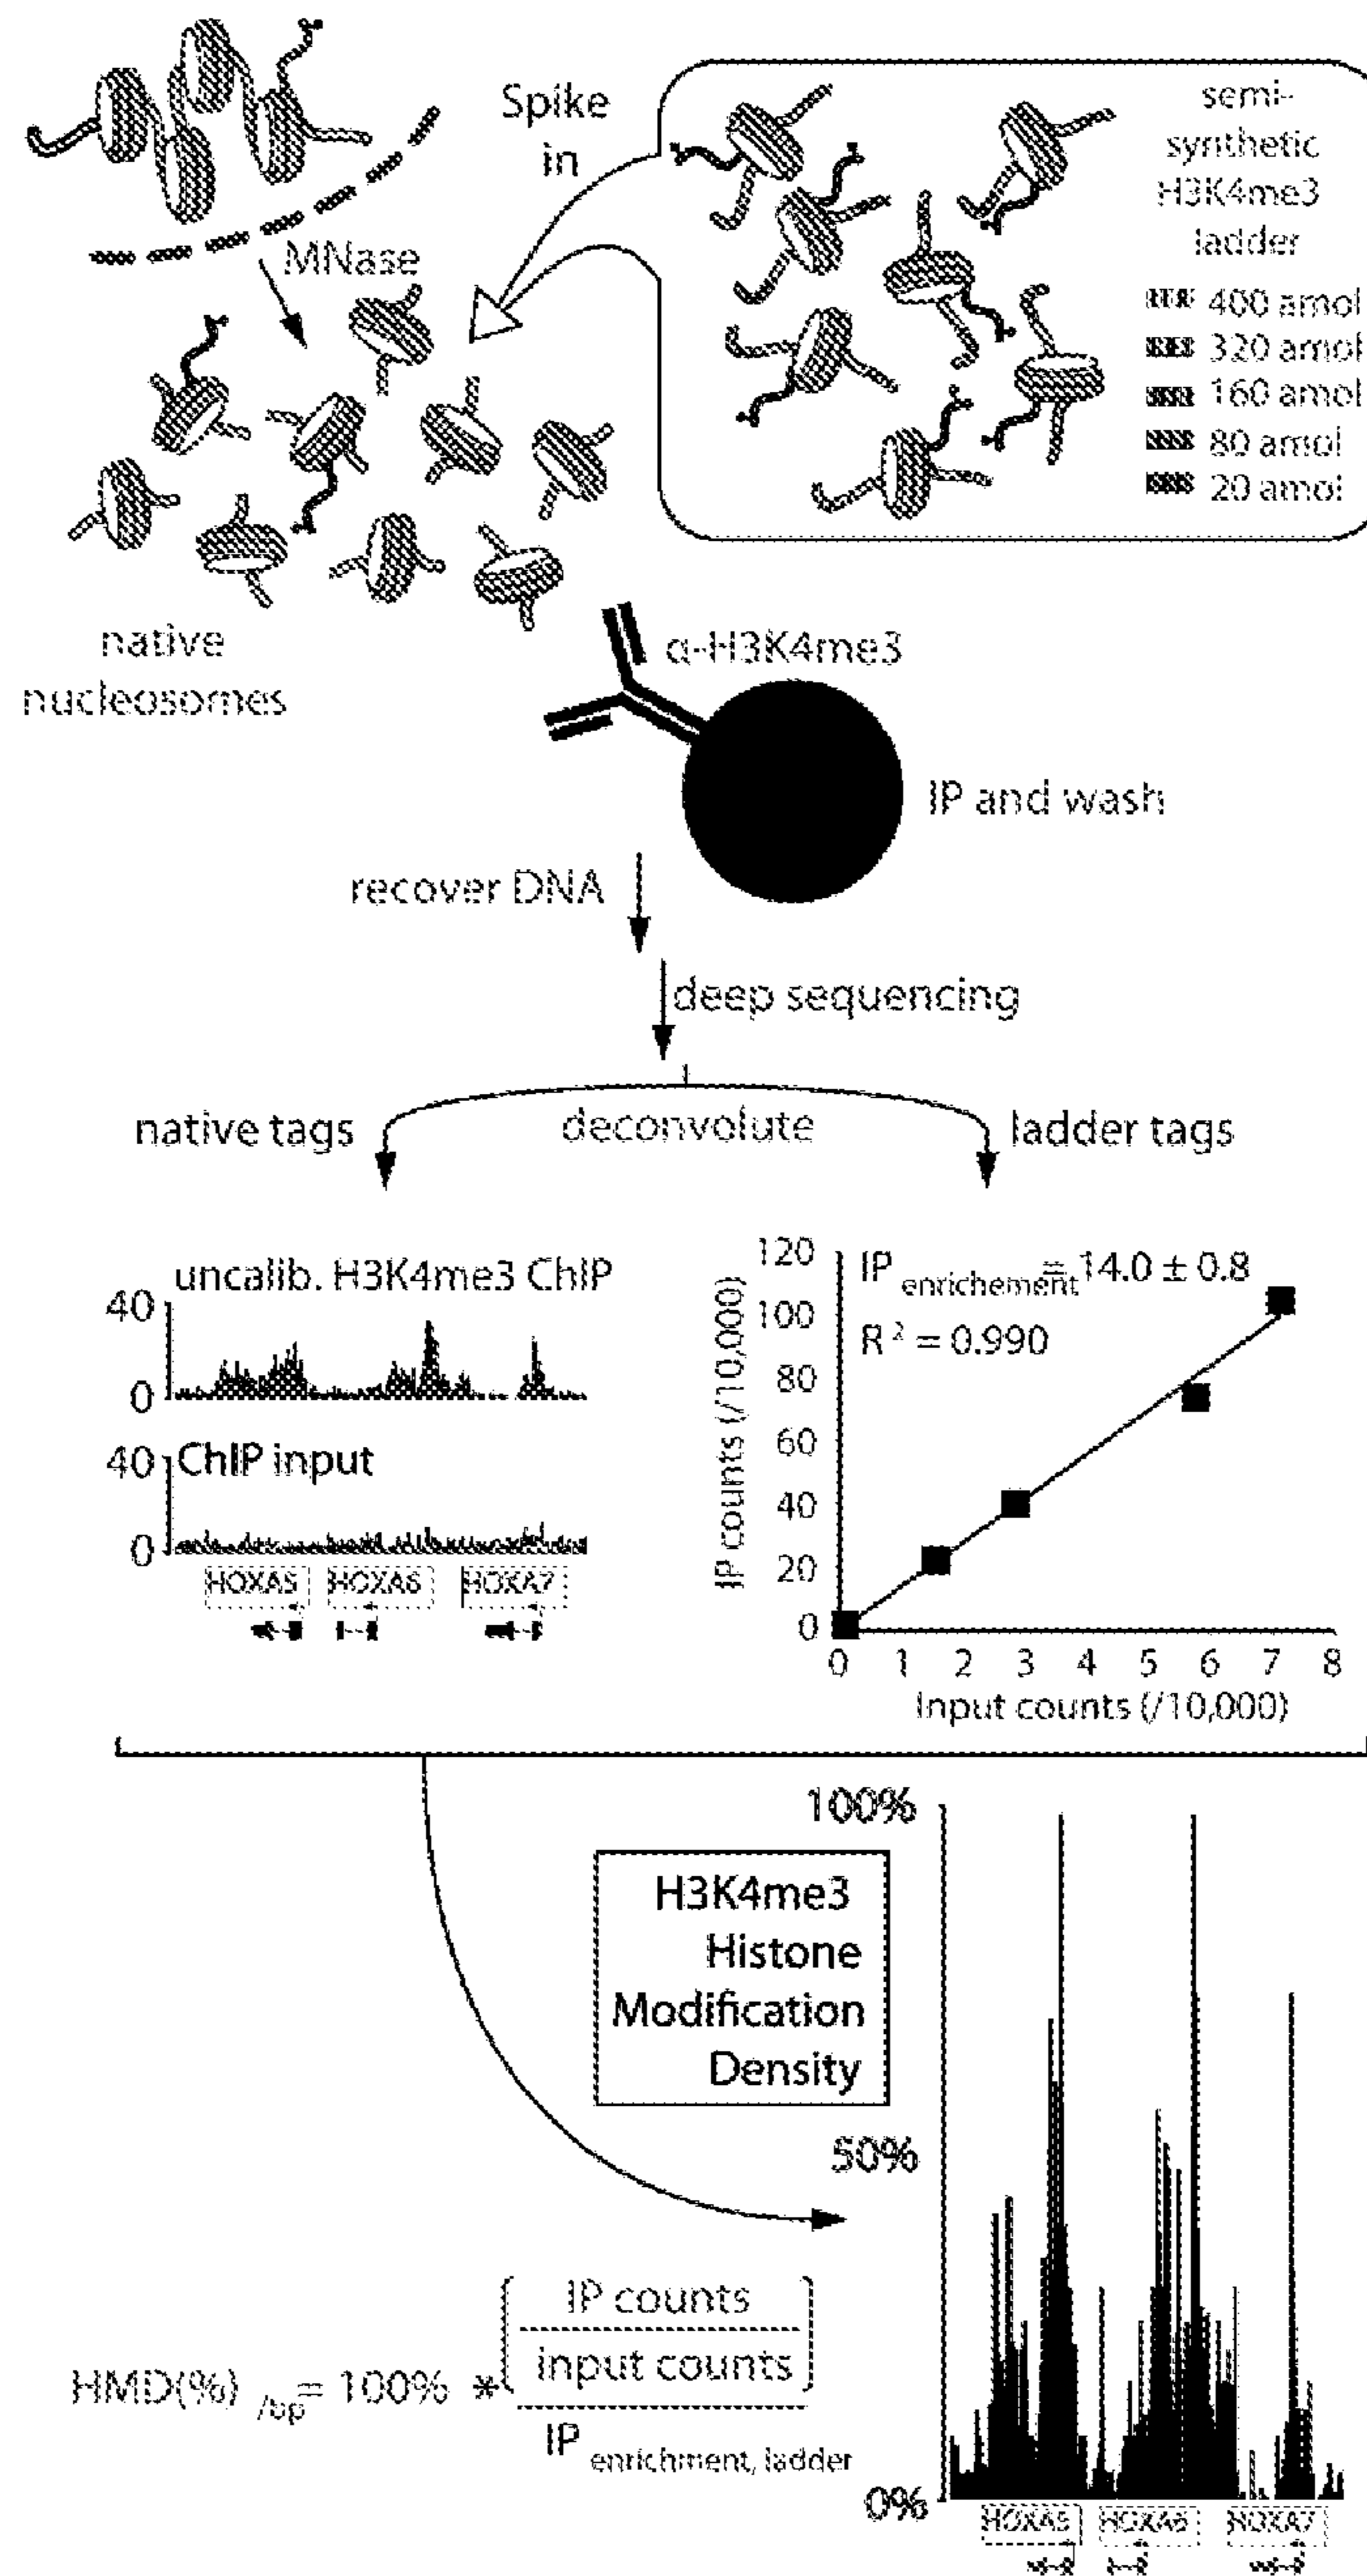 Spike
in
semi-
synthetic
H3K4me3
ladder
400 amol
320 amol
160 amol
80 amol
20 amol
MNase
native
nucleosomes
α-H3K4me3
IP and wash
recover DNA
deep sequencing
native tags
deconvolute
ladder tags
uncalib. H3K4me3 ChIP
40
0
ChIP input
40
0
HOXA5 HOXA6 HOXA7
IP enrichement = 14.0 ± 0.8
R² = 0.990
IP counts (/10,000)
120
100
80
60
40
20
0
0 1 2 3 4 5 6 7 8
Input counts (/10,000)
100%
50%
0%
H3K4me3
Histone
Modification
Density
HMD(%) /bp = 100% *
IP counts
input counts
IP enrichment, ladder
HOXA5 HOXA6 HOXA7